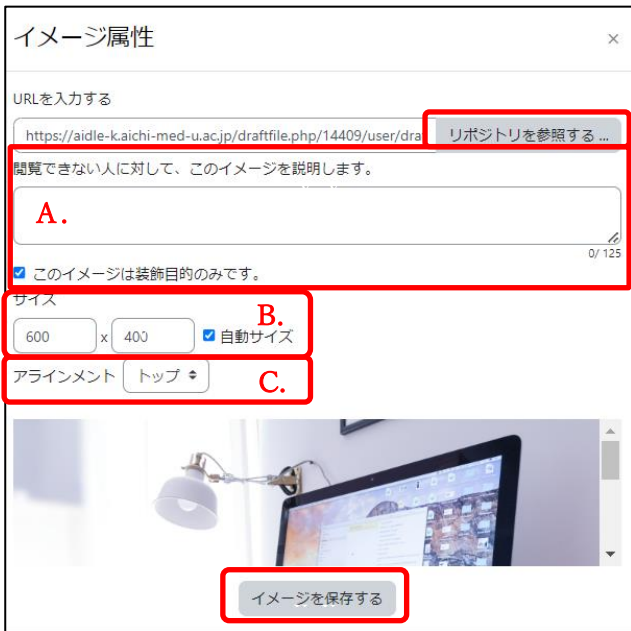 イメージ属性
×
URLを入力する
https://aidle-k.aichi-med-u.ac.jp/draftfile.php/14409/user/dra リポジトリを参照する ...
閲覧できない人に対して、このイメージを説明します。
A.
0/ 125
このイメージは装飾目的のみです。
サイズ
B.
600 x 400 自動サイズ
アラインメント トップ C.
イメージを保存する